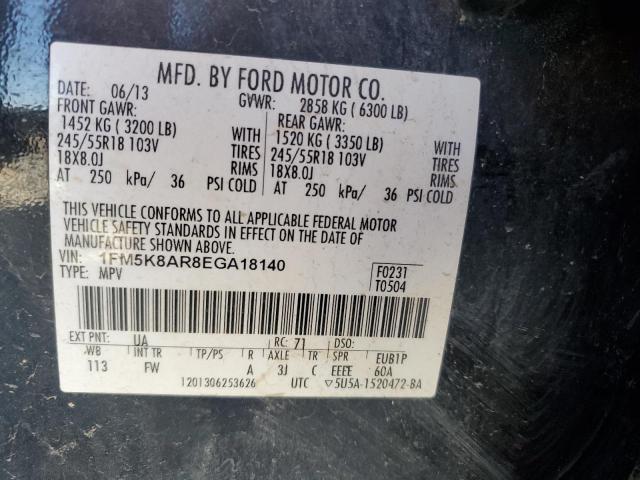 MFD. BY FORD MOTOR CO.
DATE: 06/13 GVWR: 2858 KG ( 6300 LB)
FRONT GAWR: REAR GAWR:
1452 KG ( 3200 LB) WITH 1520 KG ( 3350 LB) WITH
245/55R18 103V TIRES 245/55R18 103V TIRES
18X8.0J RIMS 18X8.0J RIMS
AT 250 kPa/ 36 PSI COLD AT 250 kPa/ 36 PSI COLD
THIS VEHICLE CONFORMS TO ALL APPLICABLE FEDERAL MOTOR
VEHICLE SAFETY STANDARDS IN EFFECT ON THE DATE OF
MANUFACTURE SHOWN ABOVE.
VIN: 1FM5K8AR8EGA18140
TYPE: MPV
F0231
T0504
EXT PNT: UA RC: 71 DSO:
WB INT TR TP/PS R AXLE TR SPR EUB1P
113 FW A 3J C EEEE 60A
1201306253626 UTC ▽5U5A-1520472-BA